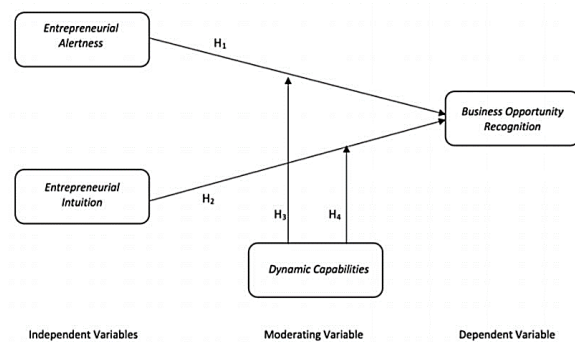 Entrepreneurial
Alertness
H₁
Business Opportunity
Recognition
Entrepreneurial
Intuition
H₂
H₃
H₄
Dynamic Capabilities
Independent Variables
Moderating Variable
Dependent Variable